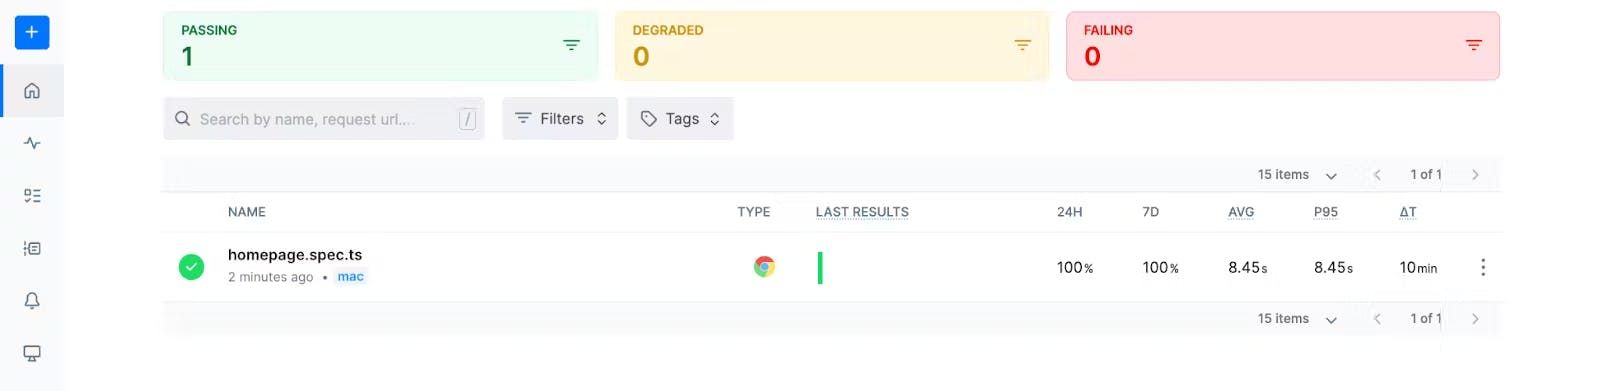 PASSING
1
DEGRADED
0
FAILING
0
Search by name, request url....
/
Filters
Tags
15 items
1 of 1
NAME TYPE LAST RESULTS 24H 7D AVG P95 ΔT
homepage.spec.ts
2 minutes ago • mac
100% 100% 8.45s 8.45s 10min
15 items
1 of 1